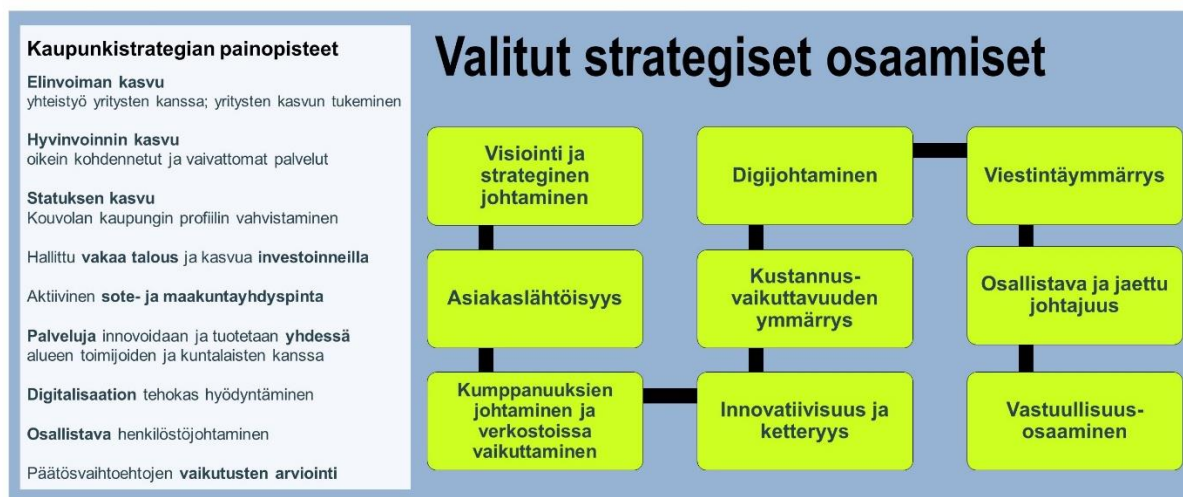 Kaupunkistrategian painopisteet
Elinvoiman kasvu
yhteistyö yritysten kanssa; yritysten kasvun tukeminen
Hyvinvoinnin kasvu
oikein kohdennetut ja vaivattomat palvelut
Statuksen kasvu
Kouvolan kaupungin profiilin vahvistaminen
Hallittu vakaa talous ja kasvua investoinneilla
Aktiivinen sote- ja maakuntayhdyspinta
Palveluja innovoidaan ja tuotetaan yhdessä
alueen toimijoiden ja kuntalaisten kanssa
Digitalisaation tehokas hyödyntäminen
Osallistava henkilöstöjohtaminen
Päätösvaihtoehtojen vaikutusten arviointi
Valitut strategiset osaamiset
Visiointi ja
strateginen
johtaminen
Asiakaslähtöisyys
Kumppanuuksien
johtaminen ja
verkostoissa
vaikuttaminen
Innovatiivisuus ja
ketteryys
Kustannus-
vaikuttavuuden
ymmärrys
Digijohtaminen
Viestintäymmärrys
Osallistava ja jaettu
johtajuus
Vastuullisuus-
osaaminen